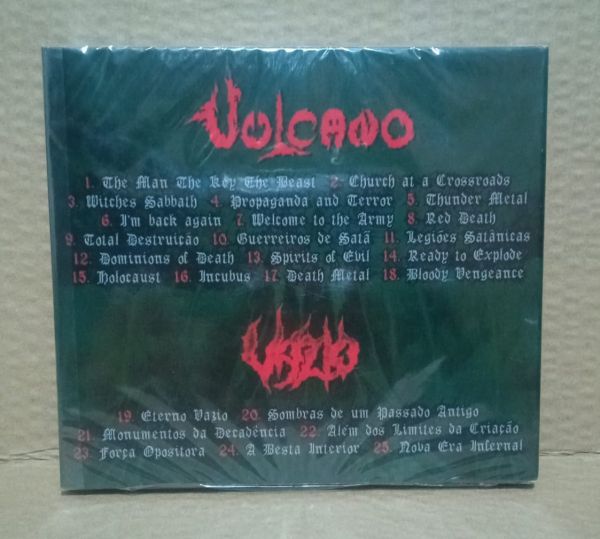 Volcano
1. The Man The Key The Beast 2. Church at a Crossroads
3. Witches Sabbath 4. Propaganda and Terror 5. Thunder Metal
6. I'm back again 7. Welcome to the Army 8. Red Death
9. Total Destruição 10. Guerreiros de Satã 11. Legiões Satânicas
12. Dominions of Death 13. Spirits of Evil 14. Ready to Explode
15. Holocaust 16. Incubus 17. Death Metal 18. Bloody Vengeance
Vazio
19. Eterno Vazio 20. Sombras de um Passado Antigo
21. Monumentos da Decadência 22. Além dos Limites da Criação
23. Força Opositora 24. A Besta Interior 25. Nova Era Infernal